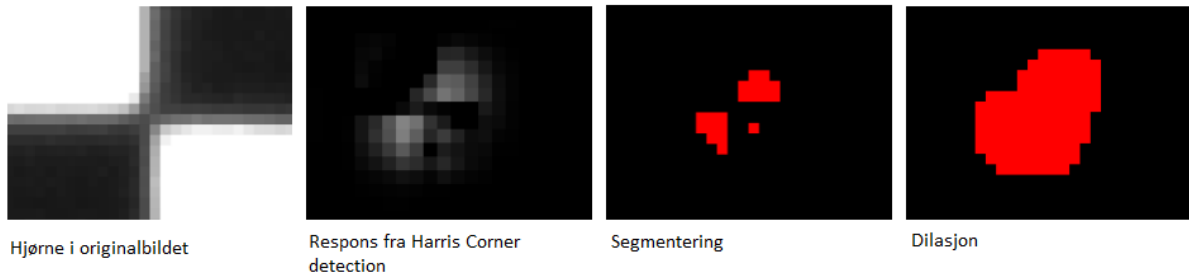 Hjørne i originalbildet
Respons fra Harris Corner
detection
Segmentering
Dilasjon